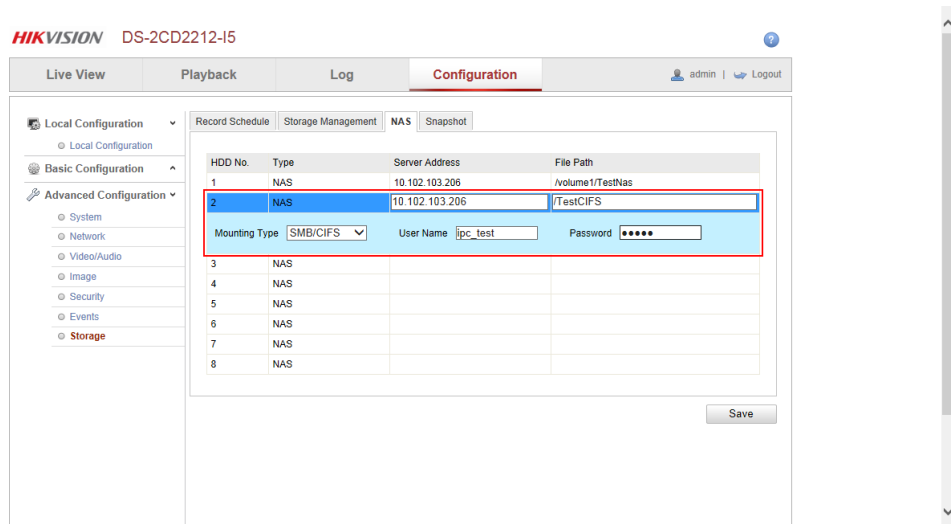 HIKVISION DS-2CD2212-I5
?
Live View Playback Log Configuration admin | Logout
Local Configuration
Local Configuration
Basic Configuration
Advanced Configuration
System
Network
Video/Audio
Image
Security
Events
Storage
Record Schedule Storage Management NAS Snapshot
HDD No. Type Server Address File Path
1 NAS 10.102.103.206 /volume1/TestNas
2 NAS 10.102.103.206 /TestCIFS
Mounting Type SMB/CIFS User Name ipc_test Password •••••
3 NAS
4 NAS
5 NAS
6 NAS
7 NAS
8 NAS
Save